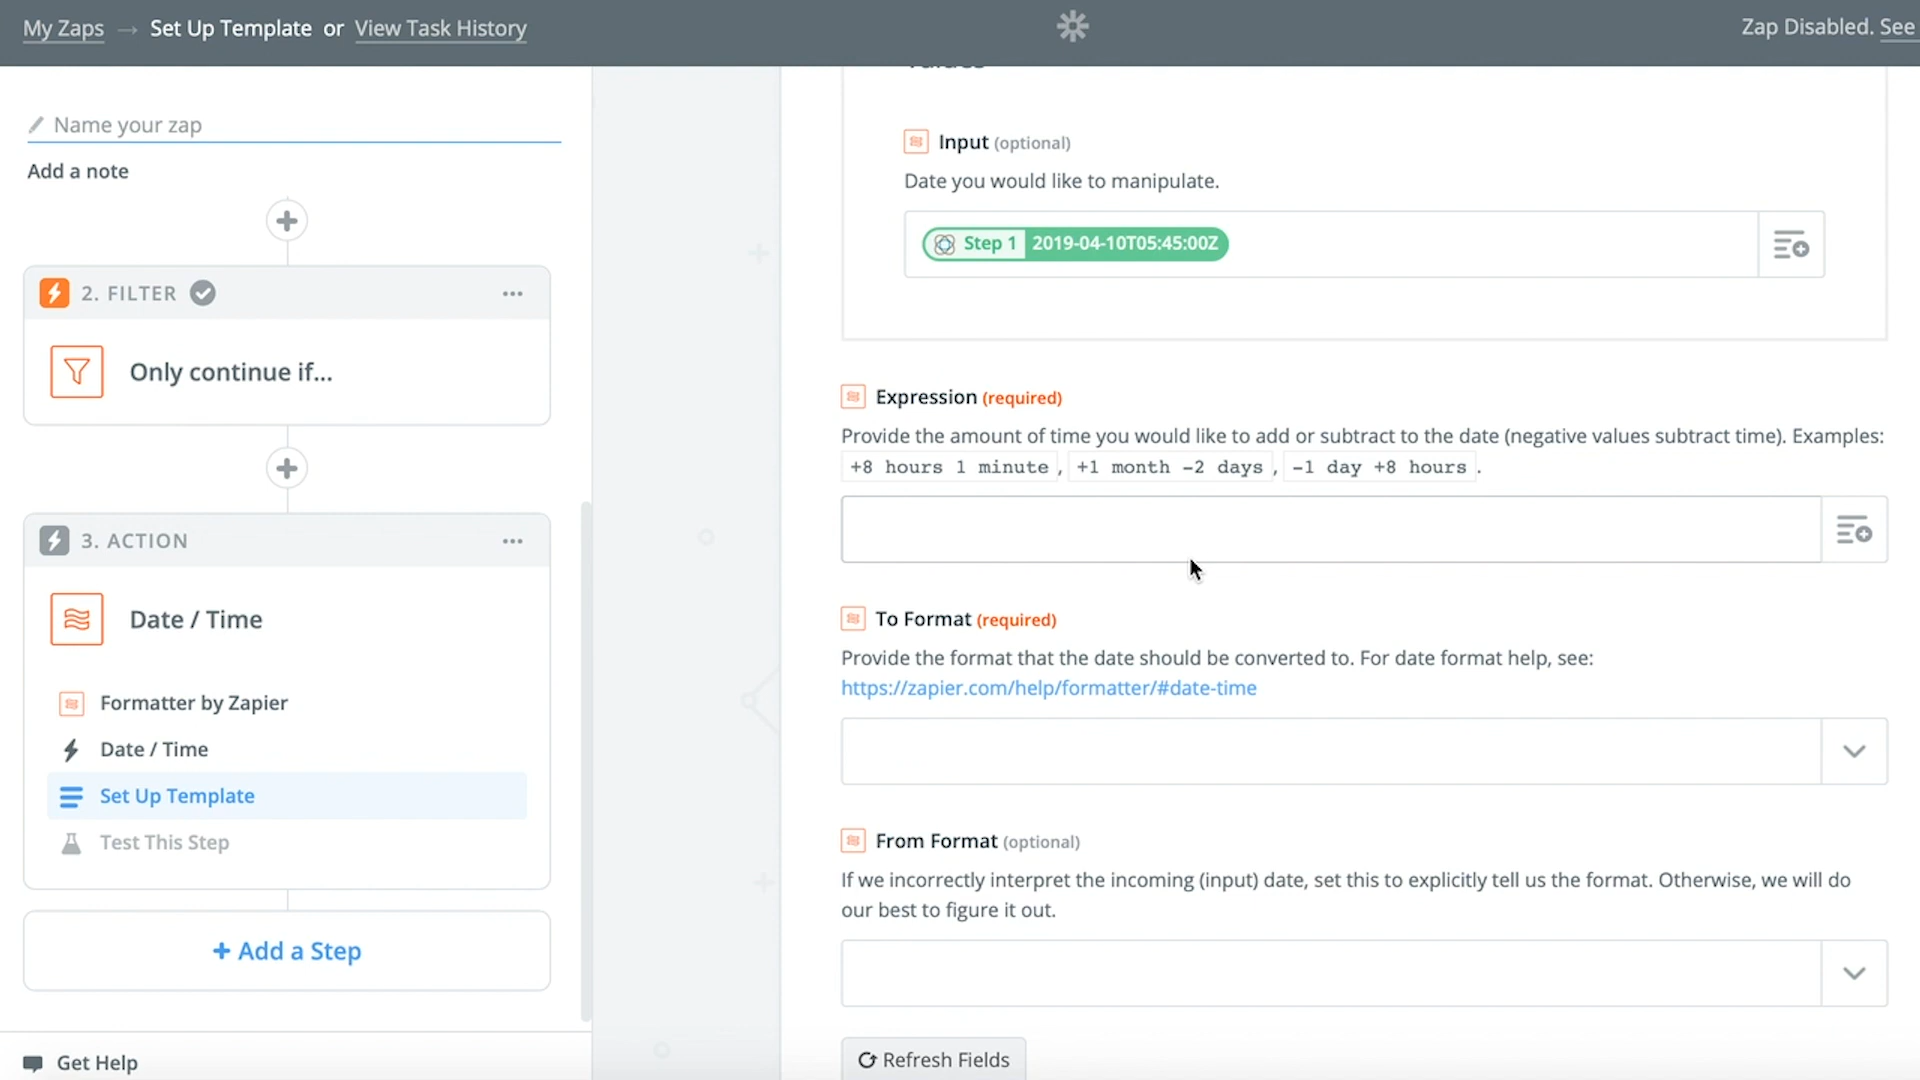 My Zaps → Set Up Template or View Task History
Zap Disabled. See
Name your zap
Add a note
2. FILTER
Only continue if...
3. ACTION
Date / Time
Formatter by Zapier
Date / Time
Set Up Template
Test This Step
+ Add a Step
Get Help
Input (optional)
Date you would like to manipulate.
Step 1 2019-04-10T05:45:00Z
Expression (required)
Provide the amount of time you would like to add or subtract to the date (negative values subtract time). Examples:
+8 hours 1 minute , +1 month -2 days , -1 day +8 hours .
To Format (required)
Provide the format that the date should be converted to. For date format help, see:
https://zapier.com/help/formatter/#date-time
From Format (optional)
If we incorrectly interpret the incoming (input) date, set this to explicitly tell us the format. Otherwise, we will do
our best to figure it out.
Refresh Fields